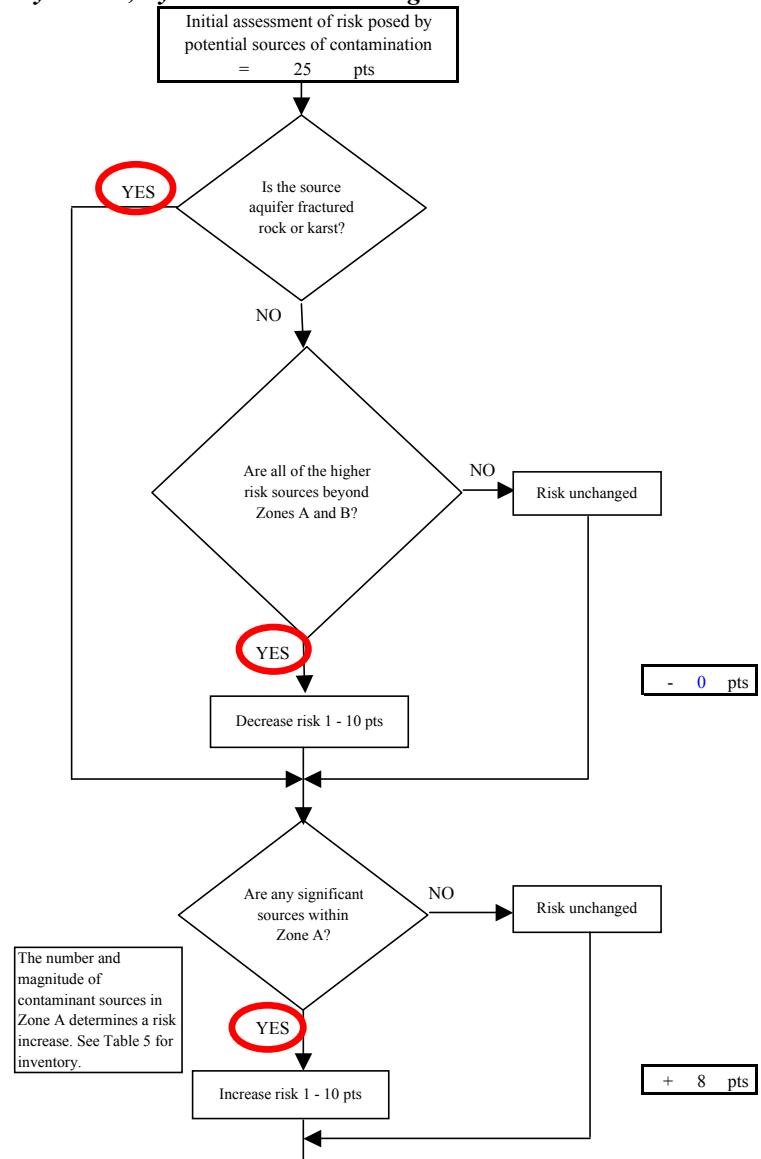 Initial assessment of risk posed by
potential sources of contamination
= 25 pts
YES
Is the source
aquifer fractured
rock or karst?
NO
Are all of the higher
risk sources beyond
Zones A and B?
NO
Risk unchanged
YES
- 0 pts
Decrease risk 1 - 10 pts
Are any significant
sources within
Zone A?
NO
Risk unchanged
The number and
magnitude of
contaminant sources in
Zone A determines a risk
increase. See Table 5 for
inventory.
YES
Increase risk 1 - 10 pts
+ 8 pts